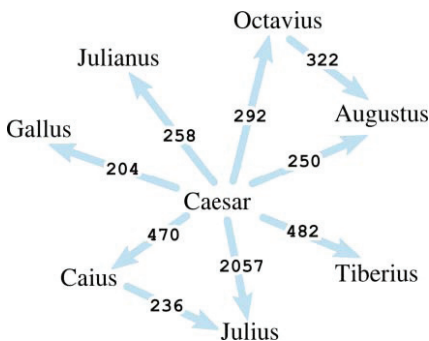 Octavius
322
Julianus
292
Augustus
258
Gallus
250
204
Caesar
470
482
2057
Caius
Tiberius
236
Julius